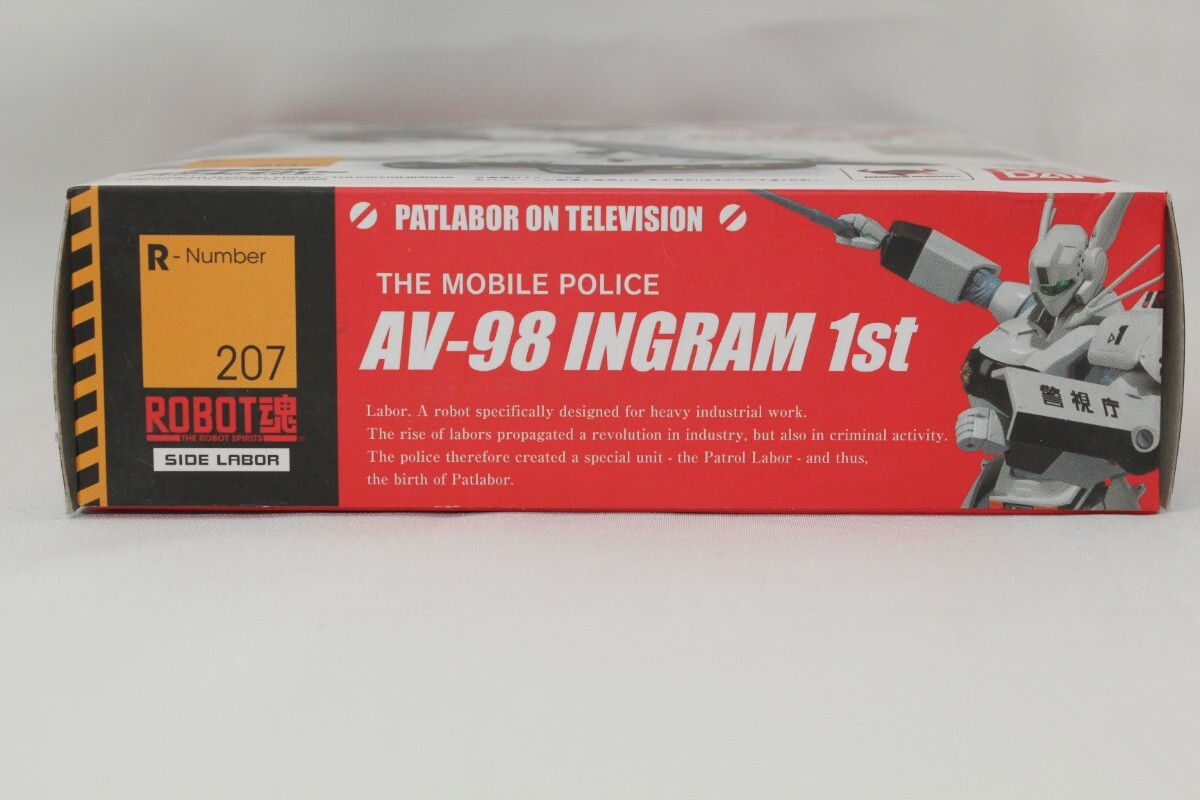 R - Number
207
ROBOT魂
THE ROBOT SPIRITS
SIDE LABOR
PATLABOR ON TELEVISION
THE MOBILE POLICE
AV-98 INGRAM 1st
Labor. A robot specifically designed for heavy industrial work.
The rise of labors propagated a revolution in industry, but also in criminal activity.
The police therefore created a special unit - the Patrol Labor - and thus,
the birth of Patlabor.
1
警視庁